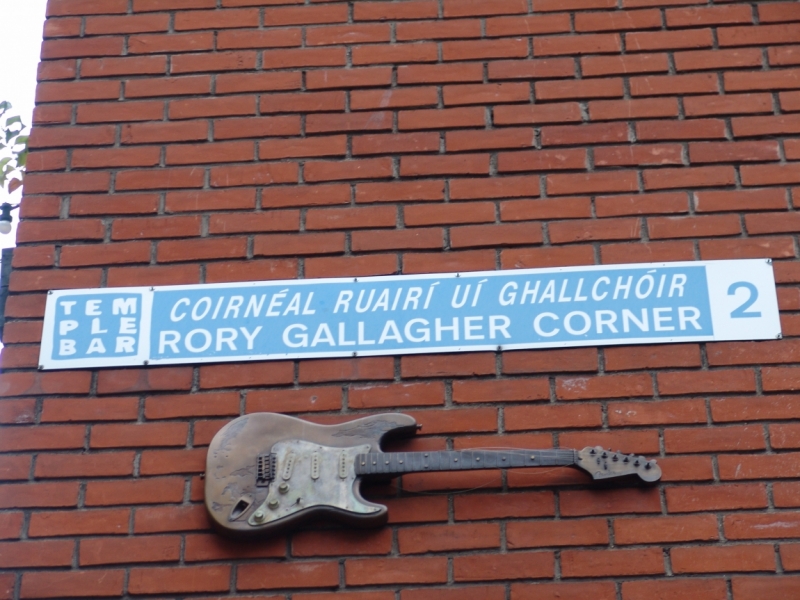 TEM
PLE
BAR
COIRNÉAL RUAIRÍ UÍ GHALLCHÓIR
RORY GALLAGHER CORNER
2